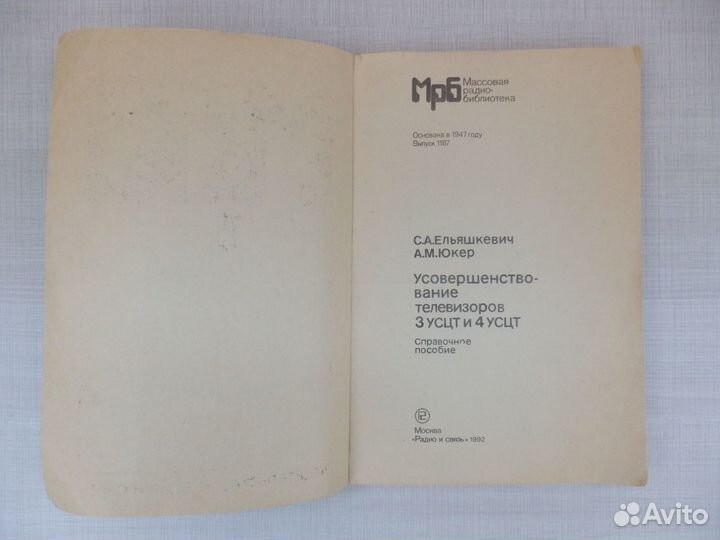 МРБ Массовая
радио-
библиотека
Основана в 1947 году
Выпуск 1187
С.А.Ельяшкевич
А.М.Юкер
Усовершенство-
вание
телевизоров
3 УСЦТ и 4 УСЦТ
Справочное
пособие
Москва
«Радио и связь» 1992
Avito